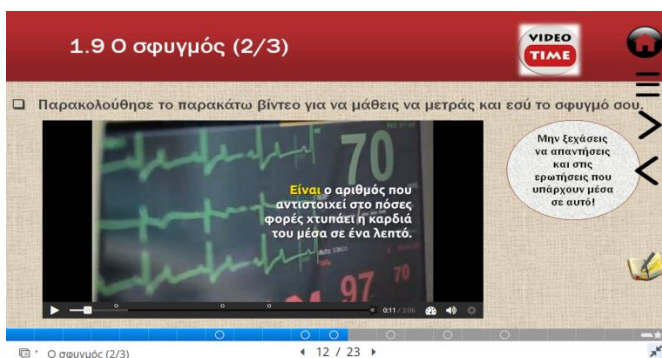 1.9 Ο σφυγμός (2/3)
VIDEO
TIME
Παρακολούθησε το παρακάτω βίντεο για να μάθεις να μετράς και εσύ το σφυγμό σου.
70
Είναι ο αριθμός που
αντιστοιχεί στο πόσες
φορές χτυπάει η καρδιά
του μέσα σε ένα λεπτό.
97 70
0:11 / 3:06
Μην ξεχάσεις
να απαντήσεις
και στις
ερωτήσεις που
υπάρχουν μέσα
σε αυτό!
Ο σφυγμός (2/3)
12 / 23